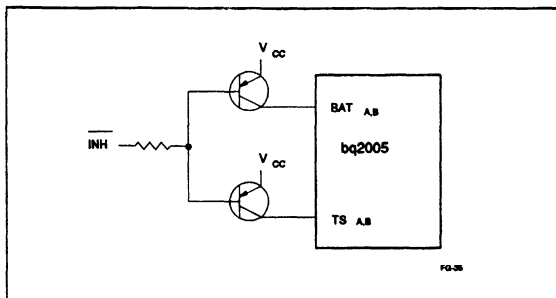 V CC
BAT A,B
bq2005
INH
V CC
TS A,B
FG-35